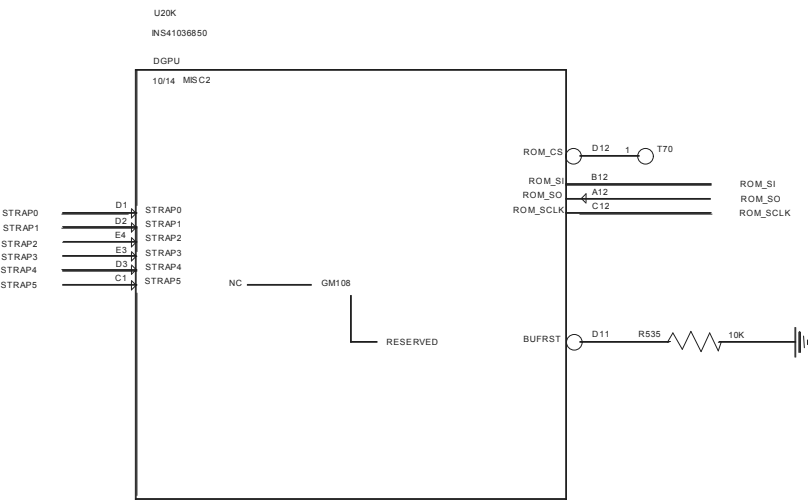 U20K
INS41036850
DGPU
10/14 MISC2
ROM_CS D12 1 T70
ROM_SI B12 ROM_SI
ROM_SO A12 ROM_SO
ROM_SCLK C12 ROM_SCLK
STRAP0 D1 STRAP0
STRAP1 D2 STRAP1
STRAP2 E4 STRAP2
STRAP3 E3 STRAP3
STRAP4 D3 STRAP4
STRAP5 C1 STRAP5
NC GM108
RESERVED
BUFRST D11 R535 10K